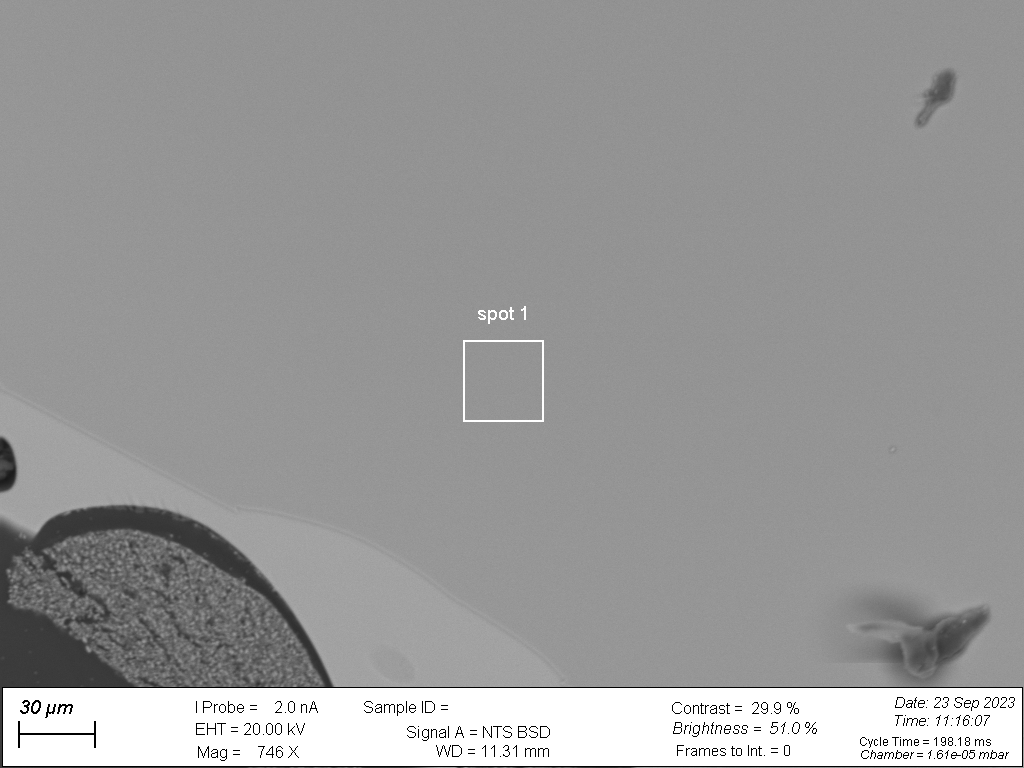 spot 1
30 µm
I Probe = 2.0 nA
EHT = 20.00 kV
Mag = 746 X
Sample ID =
Signal A = NTS BSD
WD = 11.31 mm
Contrast = 29.9 %
Brightness = 51.0 %
Frames to Int. = 0
Date: 23 Sep 2023
Time: 11:16:07
Cycle Time = 198.18 ms
Chamber = 1.61e-05 mbar